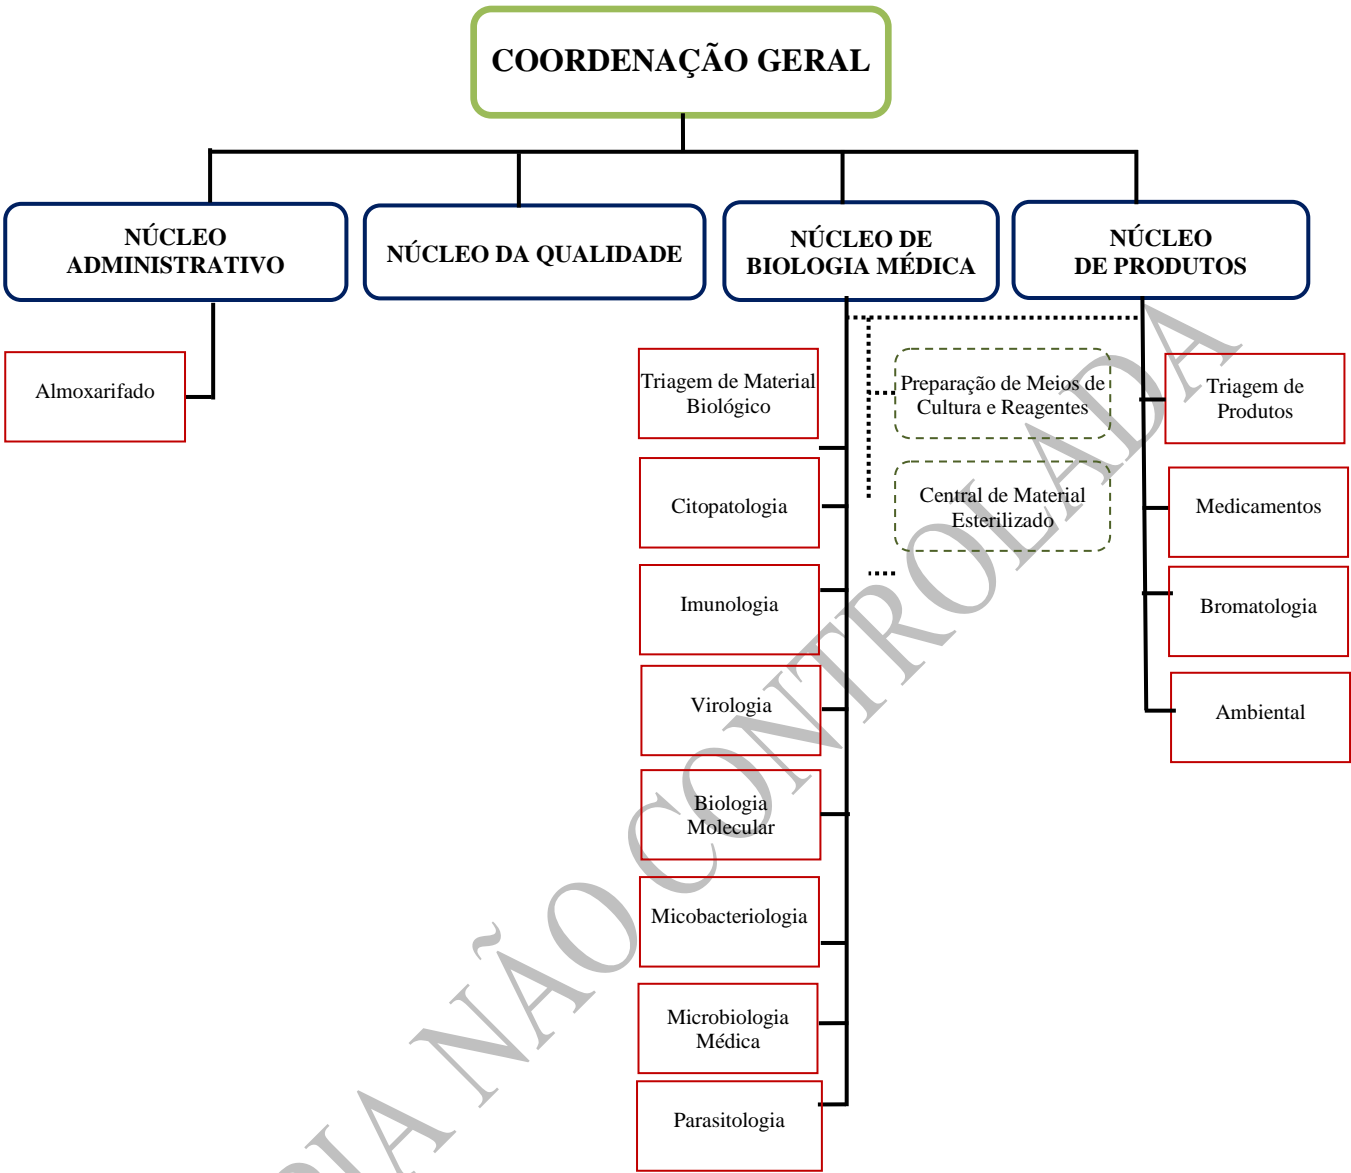 COORDENAÇÃO GERAL
NÚCLEO
ADMINISTRATIVO
NÚCLEO DA QUALIDADE
NÚCLEO DE
BIOLOGIA MÉDICA
NÚCLEO
DE PRODUTOS
Almoxarifado
Triagem de Material
Biológico
Citopatologia
Imunologia
Virologia
Biologia
Molecular
Micobacteriologia
Microbiologia
Médica
Parasitologia
Preparação de Meios de
Cultura e Reagentes
Central de Material
Esterilizado
Triagem de
Produtos
Medicamentos
Bromatologia
Ambiental
NÃO CONTROLADA